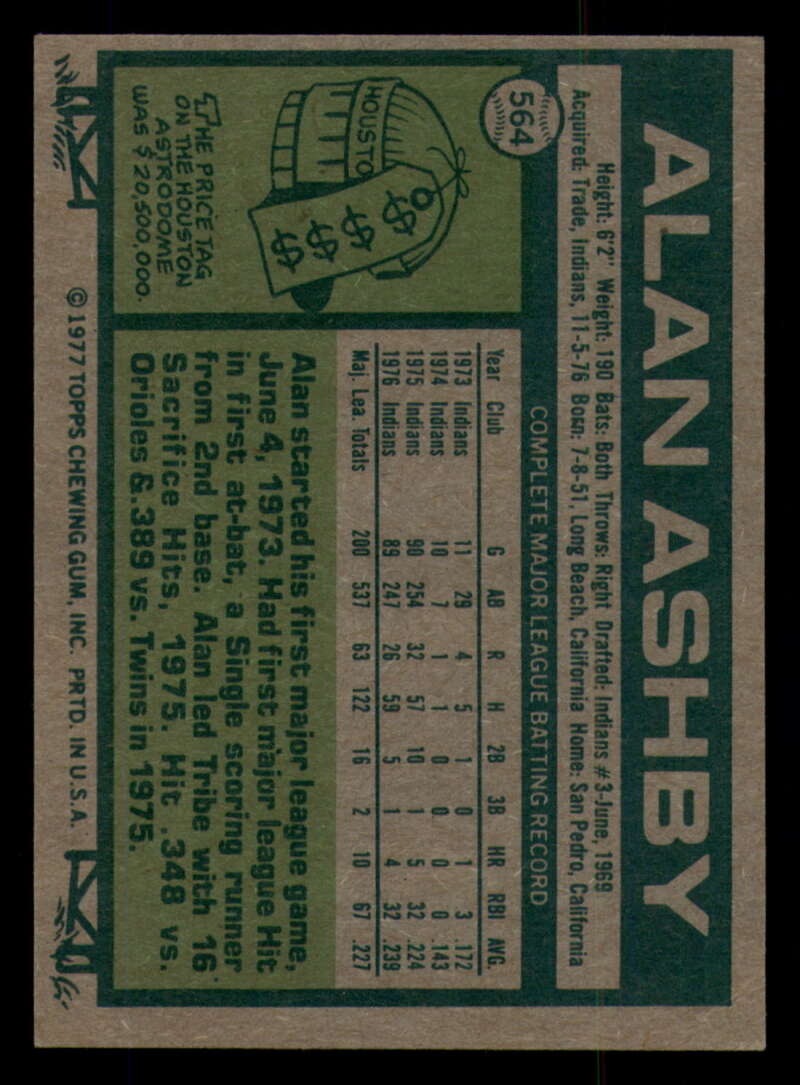 564
ALAN ASHBY
Height: 6'2" Weight: 190 Bats: Both Throws: Right Drafted: Indians #3-June, 1969
Acquired: Trade, Indians, 11-5-76 Born: 7-8-51, Long Beach, California Home: San Pedro, California
COMPLETE MAJOR LEAGUE BATTING RECORD
Year Club G AB R H 2B 3B HR RBI AVG.
1973 Indians 11 29 4 5 1 0 1 3 .172
1974 Indians 10 7 1 1 0 0 0 0 .143
1975 Indians 90 254 32 57 10 1 5 32 .224
1976 Indians 89 247 26 59 5 1 4 32 .239
Maj. Lea. Totals 200 537 63 122 16 2 10 67 .227
HOUSTO
$ $ $ $
THE PRICE TAG
ON THE HOUSTON
ASTRODOME
WAS $20,500,000.
Alan started his first major league game,
June 4, 1973. Had first major league Hit
in first at-bat, a Single scoring runner
from 2nd base. Alan led Tribe with 16
Sacrifice Hits, 1975. Hit .348 vs.
Orioles &.389 vs. Twins in 1975.
©1977 TOPPS CHEWING GUM, INC. PRTD. IN U.S.A.